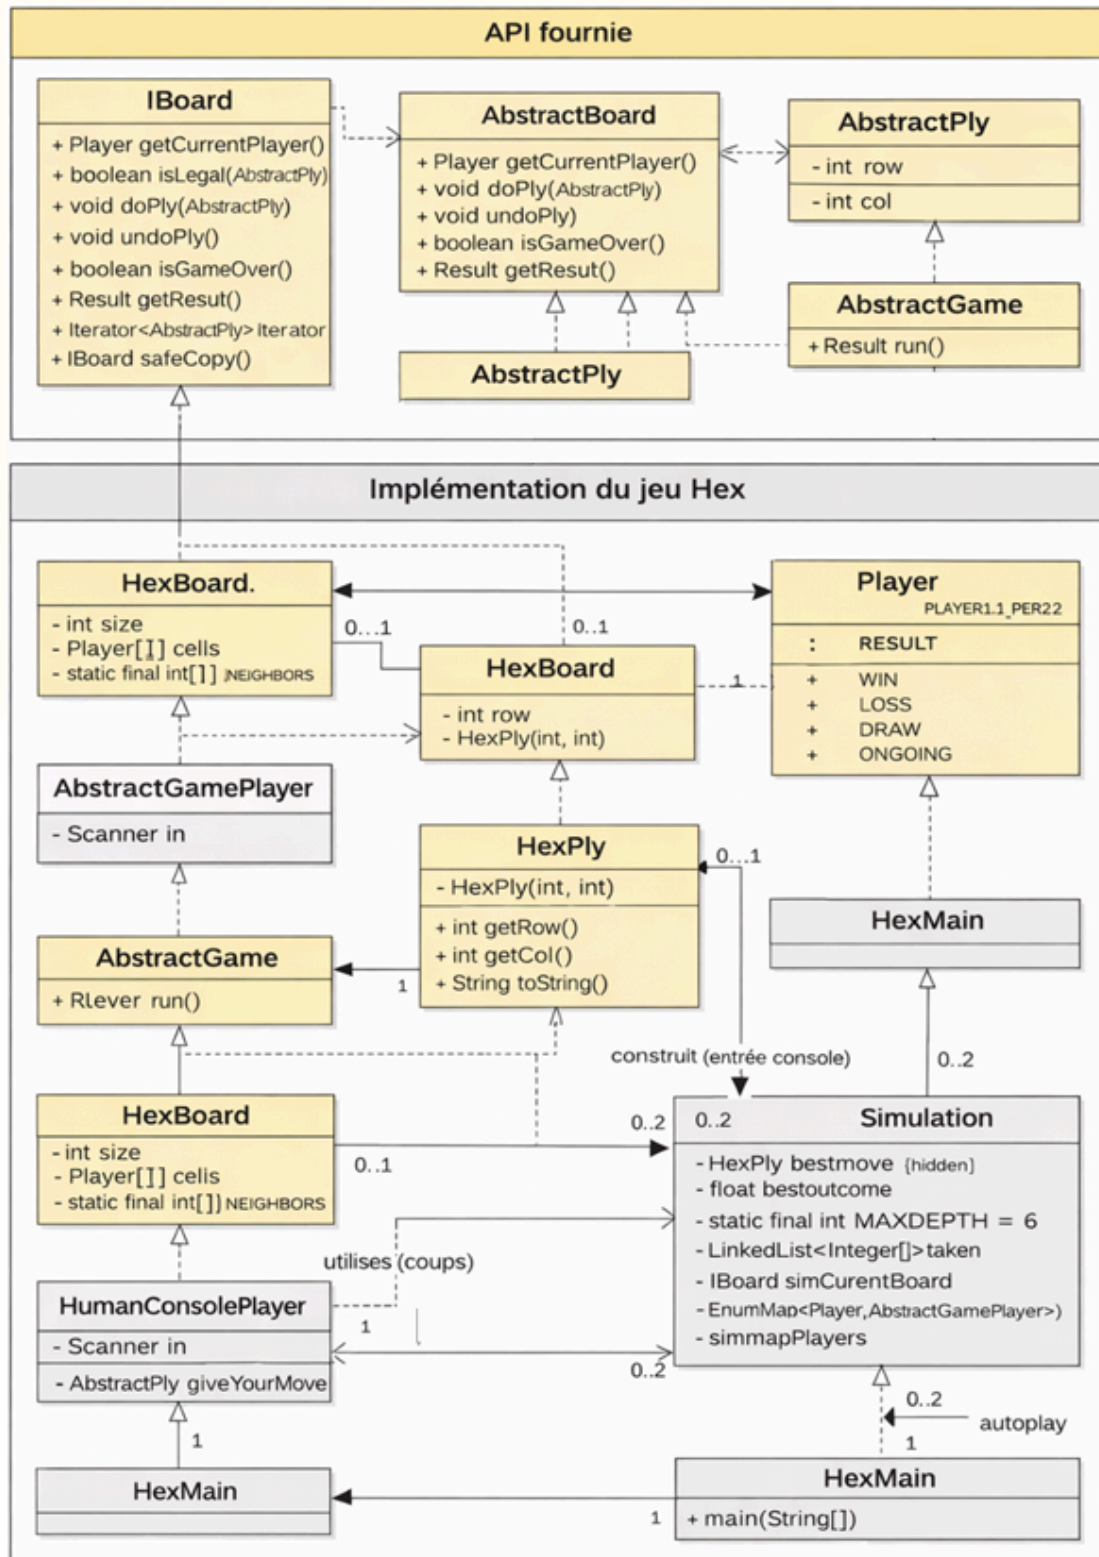 API fournie
IBoard
+ Player getCurrentPlayer()
+ boolean isLegal(AbstractPly)
+ void doPly(AbstractPly)
+ void undoPly()
+ boolean isGameOver()
+ Result getResut()
+ Iterator<AbstractPly> Iterator
+ IBoard safeCopy()
AbstractBoard
+ Player getCurrentPlayer()
+ void doPly(AbstractPly)
+ void undoPly)
+ boolean isGameOver()
+ Result getResut()
AbstractPly
- int row
- int col
AbstractPly
AbstractGame
+ Result run()
Implémentation du jeu Hex
HexBoard.
- int size
- Player[] cells
- static final int[]] NEIGHBORS
0...1
0..1
HexBoard
- int row
- HexPly(int, int)
1
Player
PLAYER1.1_PER22
: RESULT
+ WIN
+ LOSS
+ DRAW
+ ONGOING
AbstractGamePlayer
- Scanner in
HexPly
- HexPly(int, int)
+ int getRow()
+ int getCol()
+ String toString()
0...1
HexMain
AbstractGame
+ Rlever run()
1
construit (entrée console)
0..2
HexBoard
- int size
- Player[]] cells
- static final int[]) NEIGHBORS
0..1
0..2
0..2
Simulation
- HexPly bestmove {hidden]
- float bestoutcome
- static final int MAXDEPTH = 6
- LinkedList<Integer[]>taken
- IBoard simCurentBoard
- EnumMap<Player,AbstractGamePlayer>)
- simmapPlayers
utilises (coups)
HumanConsolePlayer
- Scanner in
- AbstractPly giveYourMove
1
0..2
0..2
autoplay
1
1
HexMain
1
HexMain
+ main(String[])